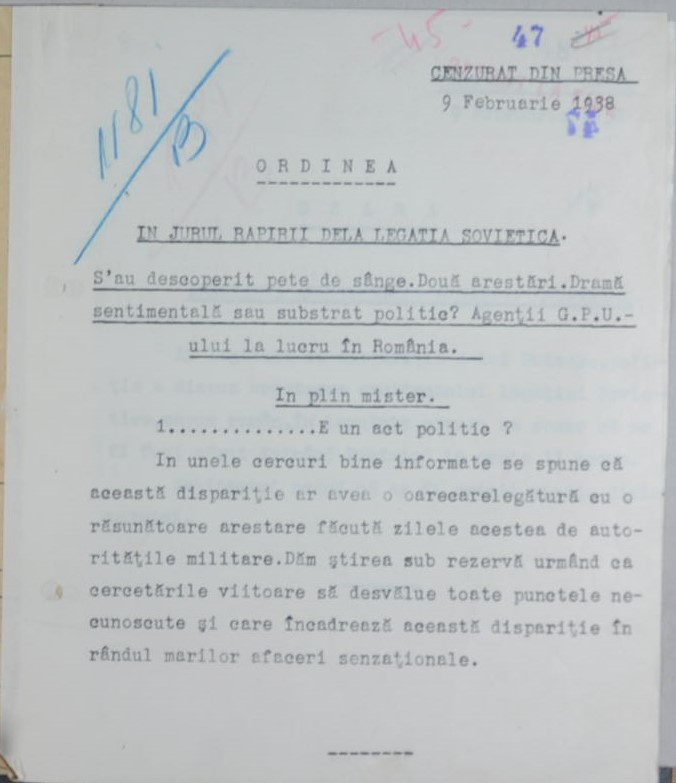 -45-
47
CENZURAT DIN PRESA
9 Februarie 1938
1181
B
O R D I N E A
IN JURUL RAPIRII DELA LEGATIA SOVIETICA.
S'au descoperit pete de sânge.Două arestări.Dramă
sentimentală sau substrat politic? Agenţii G.P.U.-
ului la lucru în România.
In plin mister.
1..............E un act politic ?
In unele cercuri bine informate se spune că
această dispariţie ar avea o oarecarelegătură cu o
răsunătoare arestare făcută zilele acestea de auto-
rităţile militare.Dăm ştirea sub rezervă urmând ca
cercetările viitoare să desvălue toate punctele ne-
cunoscute şi care încadrează această dispariţie în
rândul marilor afaceri senzaţionale.